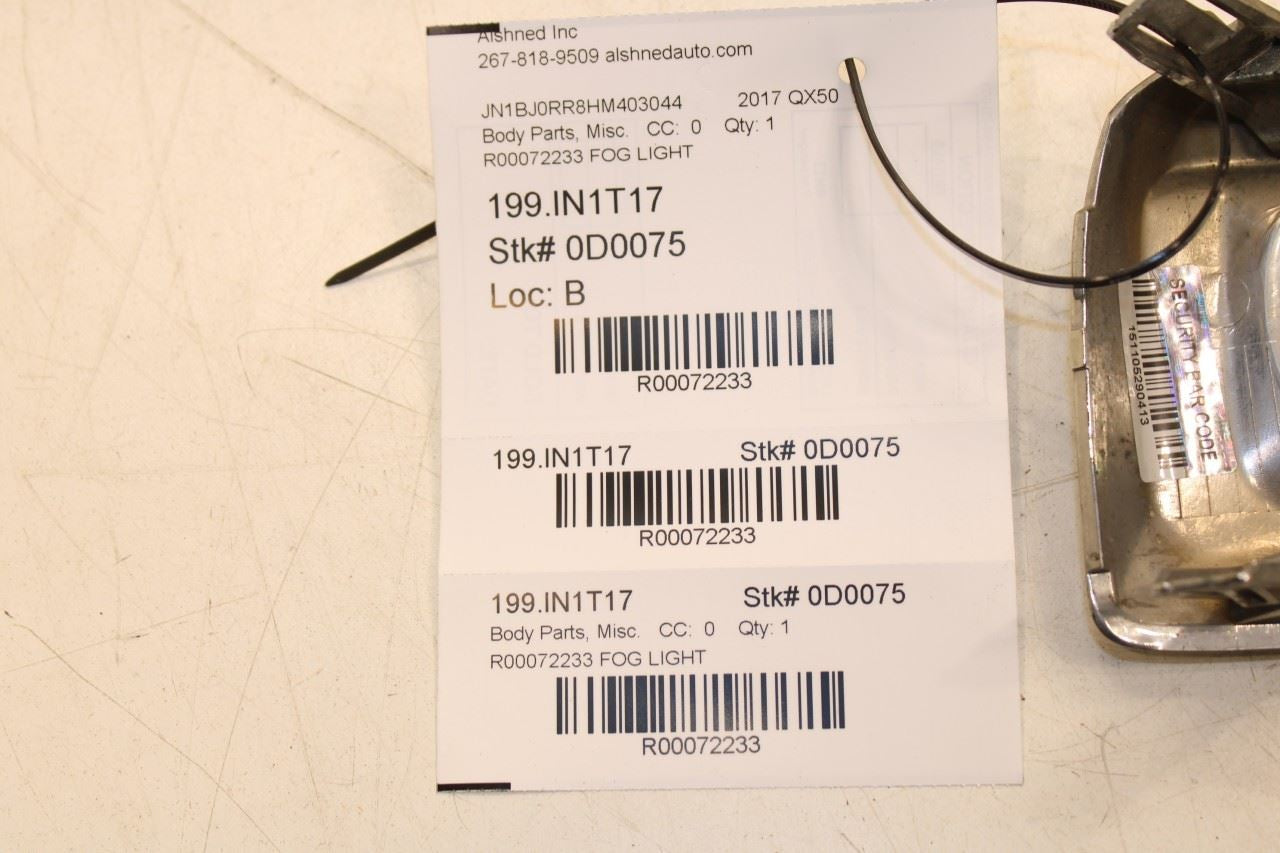 Alshned Inc
267-818-9509 alshnedauto.com
JN1BJ0RR8HM403044 2017 QX50
Body Parts, Misc. CC: 0 Qty: 1
R00072233 FOG LIGHT
199.IN1T17
Stk# 0D0075
Loc: B
R00072233
199.IN1T17 Stk# 0D0075
R00072233
199.IN1T17 Stk# 0D0075
Body Parts, Misc. CC: 0 Qty: 1
R00072233 FOG LIGHT
R00072233
SECURITY BAR CODE
151105290413